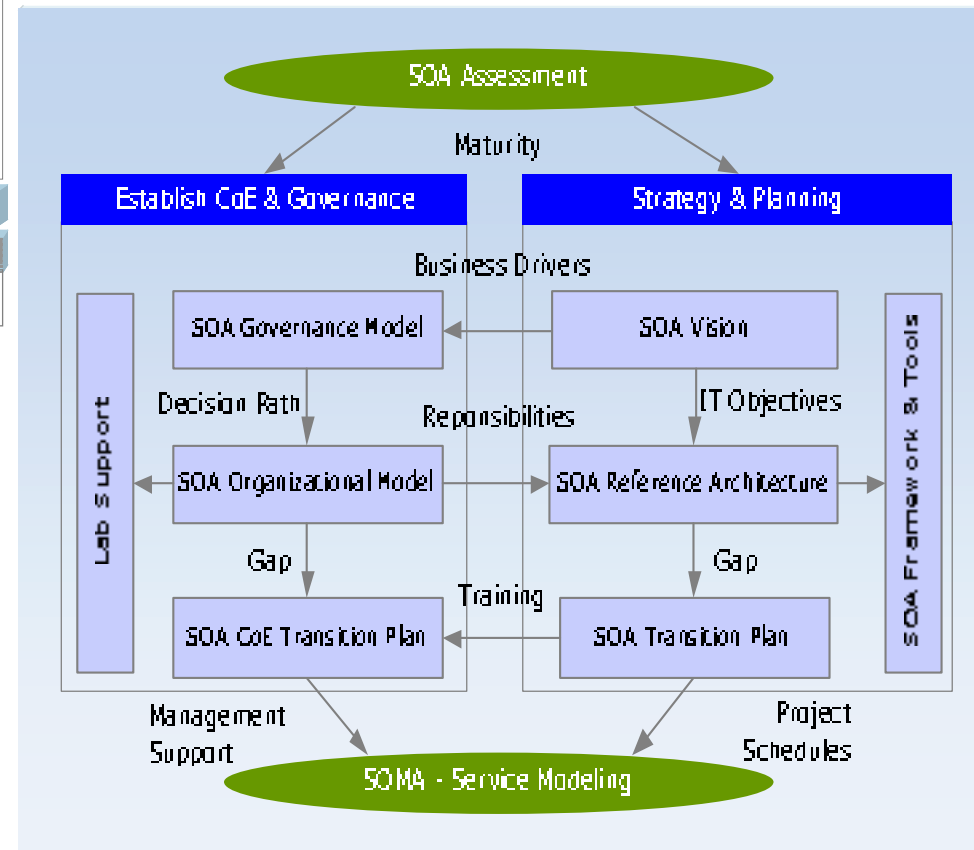 SOA Assessment
Maturity
Establish CoE & Governance
Strategy & Planning
Business Drivers
SOA Governance Model
SOA Vision
Decision Path
IT Objectives
Reponsibilities
Lab Support
SOA Organizational Model
SOA Reference Architecture
SOA Framework & Tools
Gap
Gap
Training
SOA CoE Transition Plan
SOA Transition Plan
Management
Support
Project
Schedules
SOMA - Service Modeling